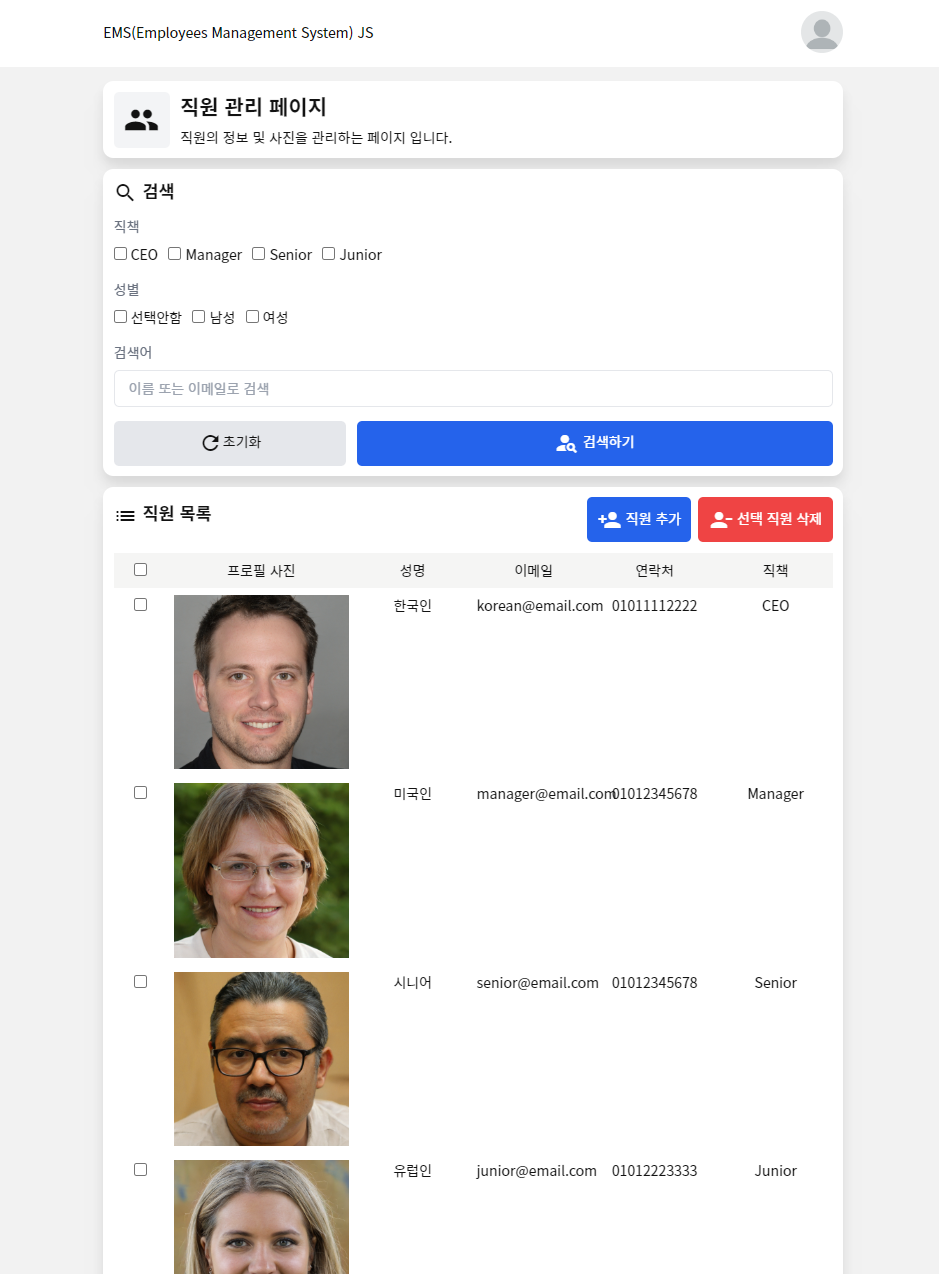 EMS(Employees Management System) JS
직원 관리 페이지
직원의 정보 및 사진을 관리하는 페이지 입니다.
검색
직책
CEO Manager Senior Junior
성별
선택안함 남성 여성
검색어
이름 또는 이메일로 검색
초기화 검색하기
직원 목록 직원 추가 선택 직원 삭제
프로필 사진 성명 이메일 연락처 직책
한국인 korean@email.com 01011112222 CEO
미국인 manager@email.com 01012345678 Manager
시니어 senior@email.com 01012345678 Senior
유럽인 junior@email.com 01012223333 Junior